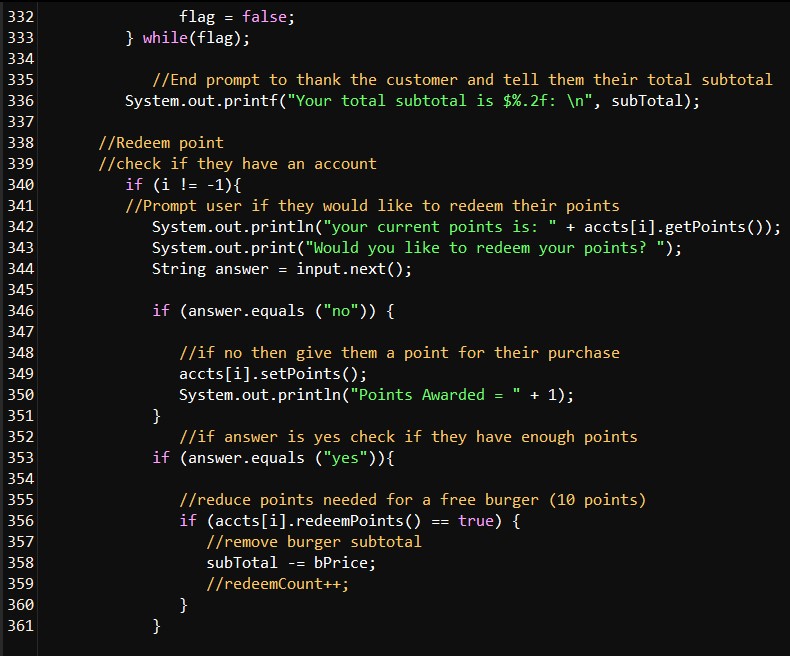 332 flag = false;
333 } while(flag);
334
335 //End prompt to thank the customer and tell them their total subtotal
336 System.out.printf("Your total subtotal is $%.2f: \n", subTotal);
337
338 //Redeem point
339 //check if they have an account
340 if (i != -1){
341 //Prompt user if they would like to redeem their points
342 System.out.println("your current points is: " + accts[i].getPoints());
343 System.out.print("Would you like to redeem your points? ");
344 String answer = input.next();
345
346 if (answer.equals ("no")) {
347
348 //if no then give them a point for their purchase
349 accts[i].setPoints();
350 System.out.println("Points Awarded = " + 1);
351 }
352 //if answer is yes check if they have enough points
353 if (answer.equals ("yes")){
354
355 //reduce points needed for a free burger (10 points)
356 if (accts[i].redeemPoints() == true) {
357 //remove burger subtotal
358 subTotal -= bPrice;
359 //redeemCount++;
360 }
361 }